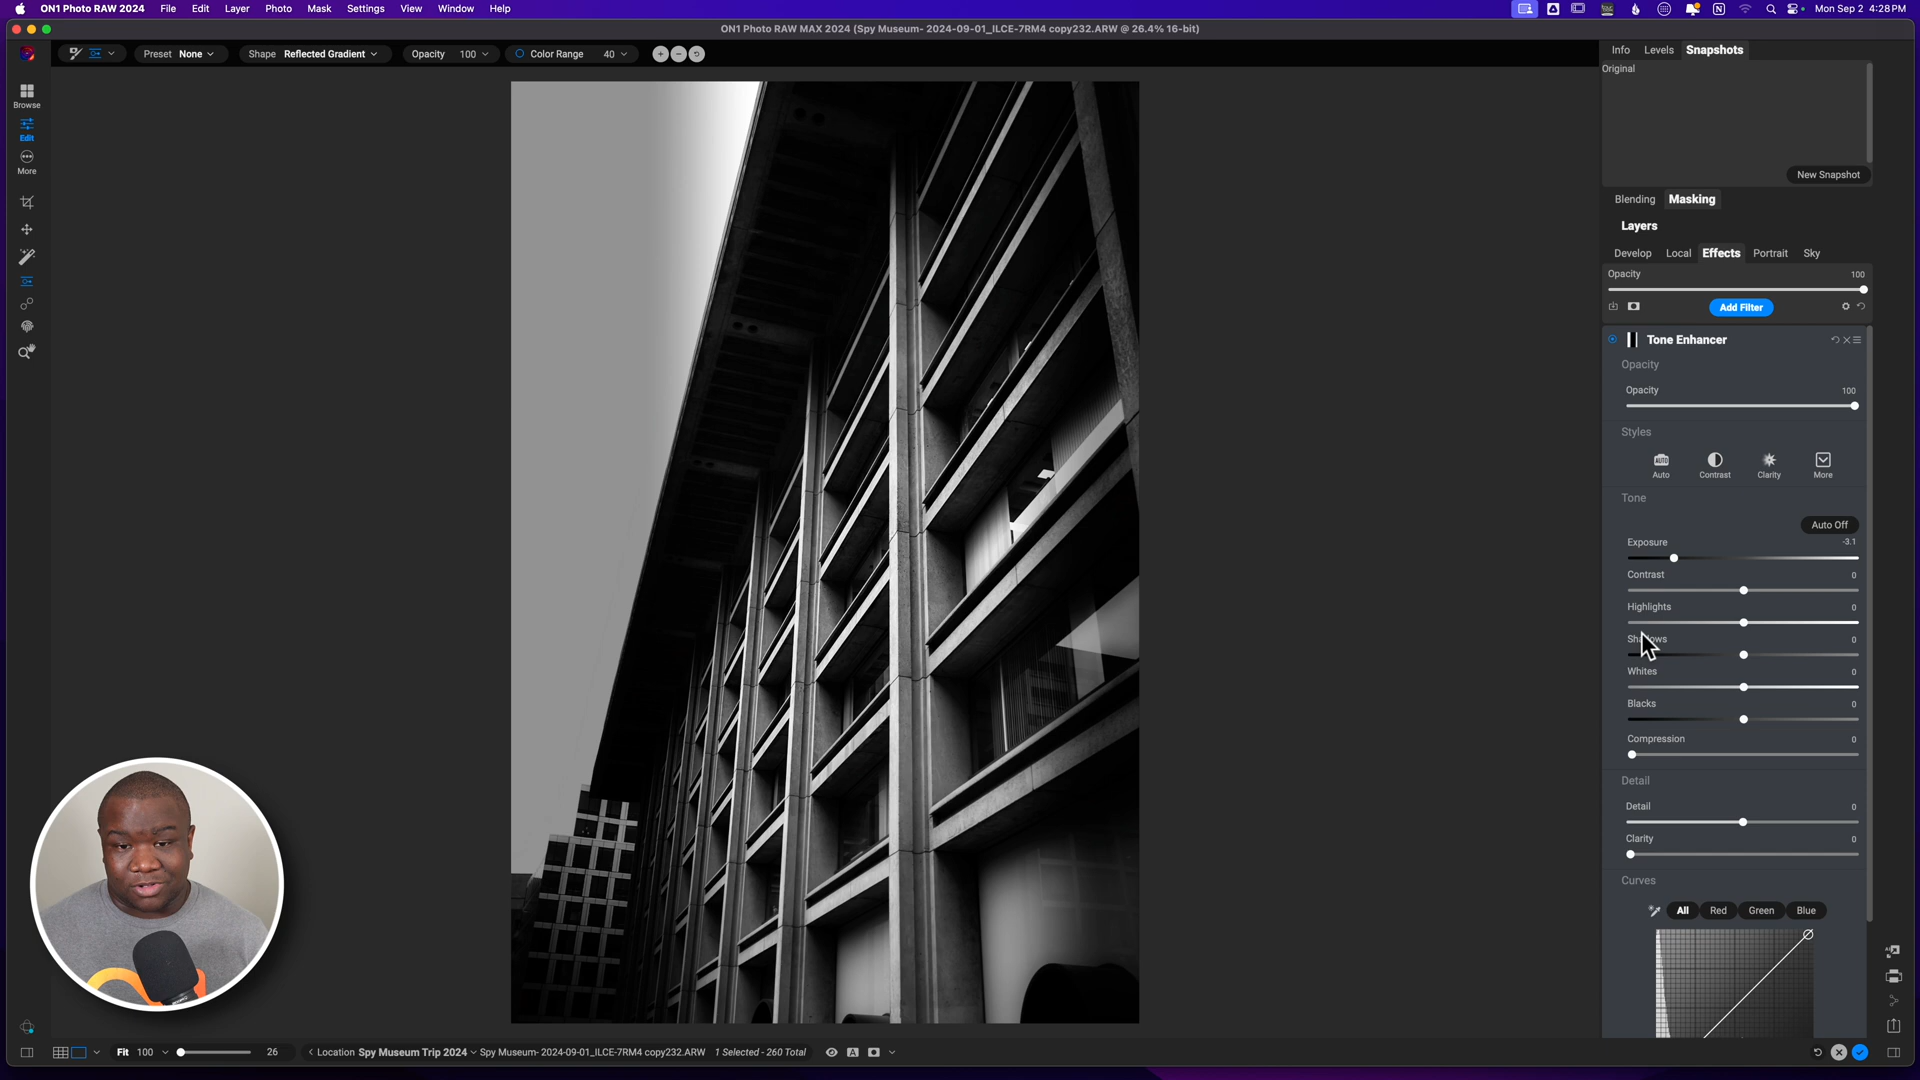 ON1 Photo RAW 2024 File Edit Layer Photo Mask Settings View Window Help Mon Sep 2 4:28 PM
ON1 Photo RAW MAX 2024 (Spy Museum- 2024-09-01_ILCE-7RM4 copy232.ARW @ 26.4% 16-bit)
Preset None Shape Reflected Gradient Opacity 100 Color Range 40
Info Levels Snapshots
Original
New Snapshot
Browse
Edit
More
Blending Masking
Layers
Develop Local Effects Portrait Sky
Opacity 100
Add Filter
Tone Enhancer
Opacity
Opacity 100
Styles
AUTO
Auto Contrast Clarity More
Tone
Auto Off
Exposure -3.1
Contrast 0
Highlights 0
Shadows 0
Whites 0
Blacks 0
Compression 0
Detail
Detail 0
Clarity 0
Curves
All Red Green Blue
Fit 100 26 Location Spy Museum Trip 2024 Spy Museum- 2024-09-01_ILCE-7RM4 copy232.ARW 1 Selected - 260 Total A